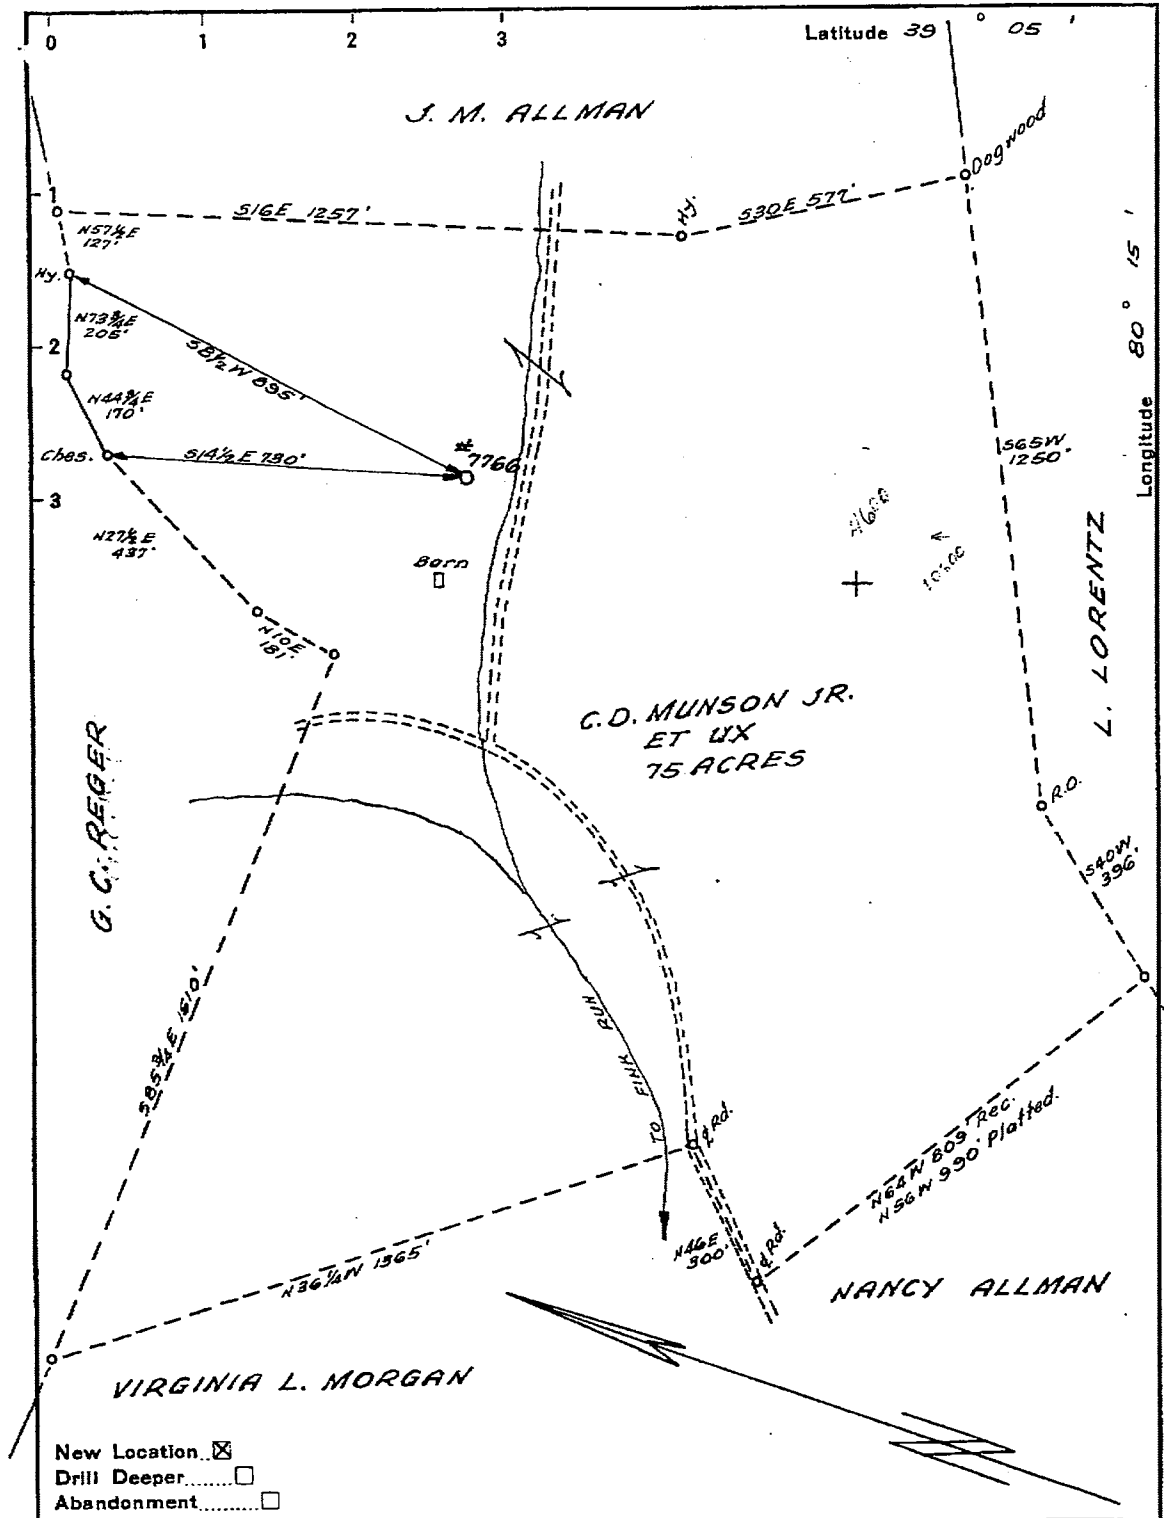 0 1 2 3 Latitude 39 ° 05 '
J. M. ALLMAN
Dogwood
1
S16E 1257'
Hy.
S30E 577'
N57½E
127'
Hy.
N73¾E
205'
2
S8½W 895'
N44¾E
170'
Ches.
S14½E 730'
#
7766
3
N27½E
437'
Barn
N10E
181'
Longitude 80° 15'
S65W
1250'
L. LORENTZ
C.D. MUNSON JR.
ET UX
75 ACRES
G. C. REGER
R.O.
S40W
396'
S85¾E 1610'
TO FINK RUN
₵ Rd.
N64W 809' Rec.
N56W 990' Platted.
N46E
300'
₵ Rd.
N36¼W 1365'
NANCY ALLMAN
VIRGINIA L. MORGAN
New Location..☒
Drill Deeper......☐
Abandonment.........☐